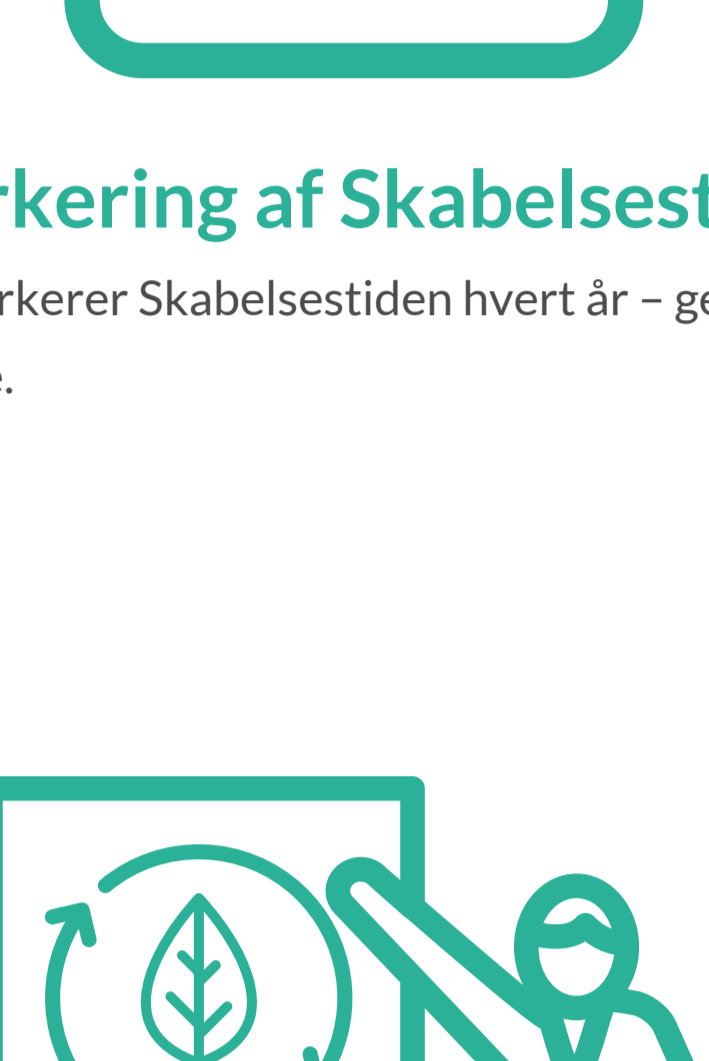 rkering af Skabelsest
rkerer Skabelsestiden hvert år – ge
e.